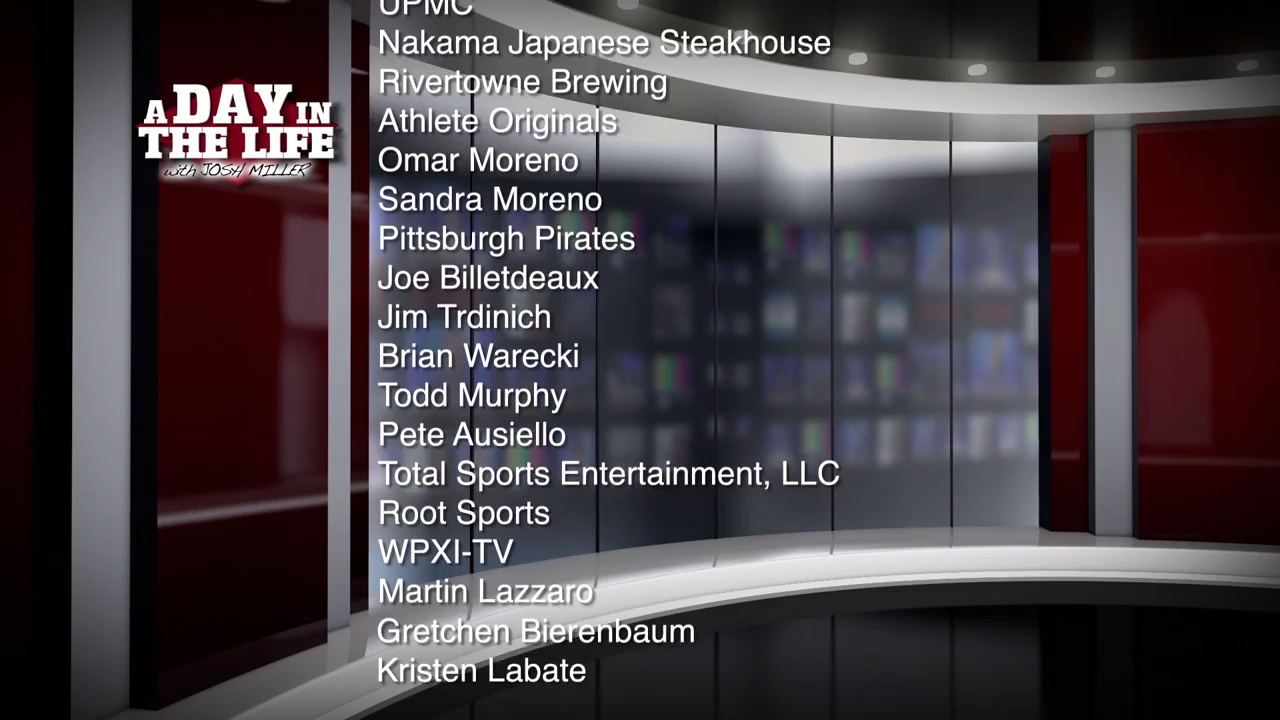 A DAY IN
THE LIFE
with JOSH MILLER
UPMC
Nakama Japanese Steakhouse
Rivertowne Brewing
Athlete Originals
Omar Moreno
Sandra Moreno
Pittsburgh Pirates
Joe Billetdeaux
Jim Trdinich
Brian Warecki
Todd Murphy
Pete Ausiello
Total Sports Entertainment, LLC
Root Sports
WPXI-TV
Martin Lazzaro
Gretchen Bierenbaum
Kristen Labate